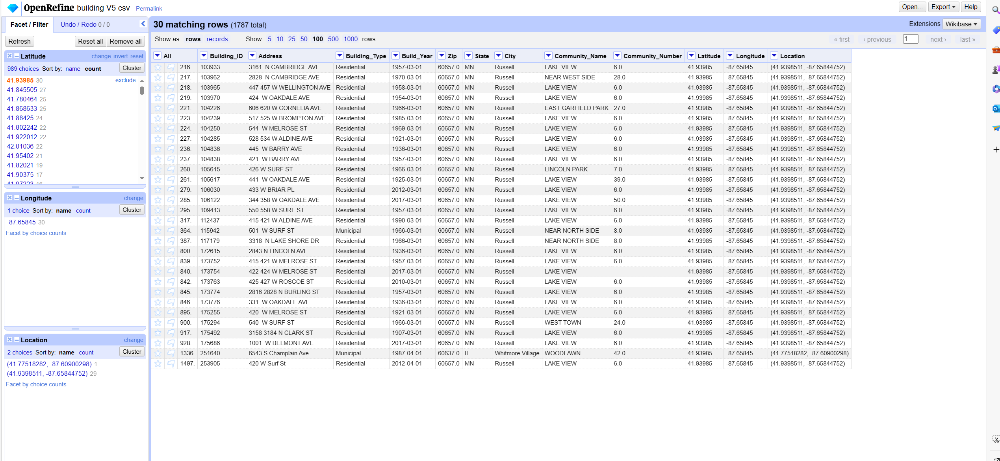 OpenRefine building V5 csv Permalink Open... Export Help
Facet / Filter Undo / Redo 0 / 0
30 matching rows (1787 total) Extensions Wikibase
Refresh Reset all Remove all
Show as: rows records Show: 5 10 25 50 100 500 1000 rows « first ‹ previous 1 next › last »
Latitude change invert reset
989 choices Sort by: name count Cluster
41.93985 30 exclude
41.845505 27
41.780464 25
41.868633 25
41.88425 24
41.802242 22
41.922012 22
42.01036 22
41.95402 21
41.82021 19
41.90375 17
41.97223 16
Longitude change
1 choice Sort by: name count Cluster
-87.65845 30
Facet by choice counts
Location change
2 choices Sort by: name count Cluster
(41.77518282, -87.60900298) 1
(41.9398511, -87.65844752) 29
Facet by choice counts
All Building_ID Address Building_Type Build_Year Zip State City Community_Name Community_Number Latitude Longitude Location
216. 103933 3161 N CAMBRIDGE AVE Residential 1957-03-01 60657.0 MN Russell LAKE VIEW 6.0 41.93985 -87.65845 (41.9398511, -87.65844752)
217. 103962 2828 N CAMBRIDGE AVE Residential 1970-03-01 60657.0 MN Russell NEAR WEST SIDE 28.0 41.93985 -87.65845 (41.9398511, -87.65844752)
218. 103965 447 457 W WELLINGTON AVE Residential 1958-03-01 60657.0 MN Russell LAKE VIEW 6.0 41.93985 -87.65845 (41.9398511, -87.65844752)
219. 103970 424 W OAKDALE AVE Residential 1954-03-01 60657.0 MN Russell LAKE VIEW 6.0 41.93985 -87.65845 (41.9398511, -87.65844752)
221. 104226 606 620 W CORNELIA AVE Residential 1966-03-01 60657.0 MN Russell EAST GARFIELD PARK 27.0 41.93985 -87.65845 (41.9398511, -87.65844752)
223. 104239 517 525 W BROMPTON AVE Residential 1985-03-01 60657.0 MN Russell LAKE VIEW 6.0 41.93985 -87.65845 (41.9398511, -87.65844752)
224. 104250 544 W MELROSE ST Residential 1969-03-01 60657.0 MN Russell LAKE VIEW 6.0 41.93985 -87.65845 (41.9398511, -87.65844752)
227. 104285 528 534 W ALDINE AVE Residential 1921-03-01 60657.0 MN Russell LAKE VIEW 6.0 41.93985 -87.65845 (41.9398511, -87.65844752)
236. 104836 445 W BARRY AVE Residential 1936-03-01 60657.0 MN Russell LAKE VIEW 6.0 41.93985 -87.65845 (41.9398511, -87.65844752)
237. 104838 421 W BARRY AVE Residential 1957-03-01 60657.0 MN Russell LAKE VIEW 6.0 41.93985 -87.65845 (41.9398511, -87.65844752)
260. 105615 426 W SURF ST Residential 1966-03-01 60657.0 MN Russell LINCOLN PARK 7.0 41.93985 -87.65845 (41.9398511, -87.65844752)
261. 105617 441 W OAKDALE AVE Residential 1925-03-01 60657.0 MN Russell LAKE VIEW 39.0 41.93985 -87.65845 (41.9398511, -87.65844752)
279. 106030 433 W BRIAR PL Residential 2012-03-01 60657.0 MN Russell LAKE VIEW 6.0 41.93985 -87.65845 (41.9398511, -87.65844752)
285. 106122 344 358 W OAKDALE AVE Residential 2017-03-01 60657.0 MN Russell LAKE VIEW 50.0 41.93985 -87.65845 (41.9398511, -87.65844752)
295. 109413 550 558 W SURF ST Residential 1957-03-01 60657.0 MN Russell LAKE VIEW 6.0 41.93985 -87.65845 (41.9398511, -87.65844752)
317. 112437 415 421 W ALDINE AVE Residential 1990-03-01 60657.0 MN Russell LAKE VIEW 6.0 41.93985 -87.65845 (41.9398511, -87.65844752)
364. 115942 501 W SURF ST Municipal 1966-03-01 60657.0 MN Russell NEAR NORTH SIDE 8.0 41.93985 -87.65845 (41.9398511, -87.65844752)
387. 117179 3318 N LAKE SHORE DR Residential 1966-03-01 60657.0 MN Russell NEAR NORTH SIDE 8.0 41.93985 -87.65845 (41.9398511, -87.65844752)
800. 172615 2843 N LINCOLN AVE Residential 1936-03-01 60657.0 MN Russell LAKE VIEW 6.0 41.93985 -87.65845 (41.9398511, -87.65844752)
839. 173752 415 421 W MELROSE ST Residential 1957-03-01 60657.0 MN Russell LAKE VIEW 6.0 41.93985 -87.65845 (41.9398511, -87.65844752)
840. 173754 422 424 W MELROSE ST Residential 2017-03-01 60657.0 MN Russell LAKE VIEW 41.93985 -87.65845 (41.9398511, -87.65844752)
842. 173763 425 427 W ROSCOE ST Residential 2010-03-01 60657.0 MN Russell LAKE VIEW 6.0 41.93985 -87.65845 (41.9398511, -87.65844752)
845. 173774 2816 2828 N BURLING ST Residential 1957-03-01 60657.0 MN Russell LAKE VIEW 6.0 41.93985 -87.65845 (41.9398511, -87.65844752)
846. 173776 331 W OAKDALE AVE Residential 1936-03-01 60657.0 MN Russell LAKE VIEW 6.0 41.93985 -87.65845 (41.9398511, -87.65844752)
895. 175255 420 W MELROSE ST Residential 1921-03-01 60657.0 MN Russell LAKE VIEW 6.0 41.93985 -87.65845 (41.9398511, -87.65844752)
900. 175294 540 W SURF ST Residential 1966-03-01 60657.0 MN Russell WEST TOWN 24.0 41.93985 -87.65845 (41.9398511, -87.65844752)
917. 175492 3158 3184 N CLARK ST Residential 1907-03-01 60657.0 MN Russell LAKE VIEW 6.0 41.93985 -87.65845 (41.9398511, -87.65844752)
928. 175686 1001 W BELMONT AVE Residential 2017-03-01 60657.0 MN Russell LAKE VIEW 6.0 41.93985 -87.65845 (41.9398511, -87.65844752)
1336. 251640 6543 S Champlain Ave Municipal 1987-04-01 60637.0 IL Whitmore Village WOODLAWN 42.0 41.93985 -87.65845 (41.77518282, -87.60900298)
1497. 253905 420 W Surf St Residential 2012-04-01 60657.0 MN Russell LAKE VIEW 6.0 41.93985 -87.65845 (41.9398511, -87.65844752)